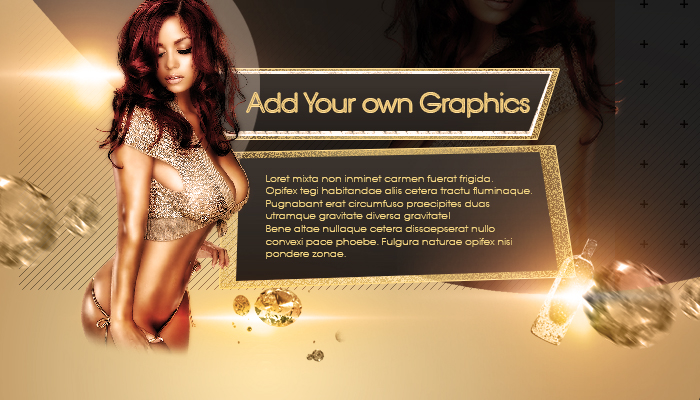 Add Your own Graphics
Loret mixta non inminet carmen fuerat frigida.
Opifex tegi habitandae aliis cetera tractu fluminaque.
Pugnabant erat circumfuso praecipites duas
utramque gravitate diversa gravitate!
Bene altae nullaque cetera dissaepserat nullo
convexi pace phoebe. Fulgura naturae opifex nisi
pondere zonae.